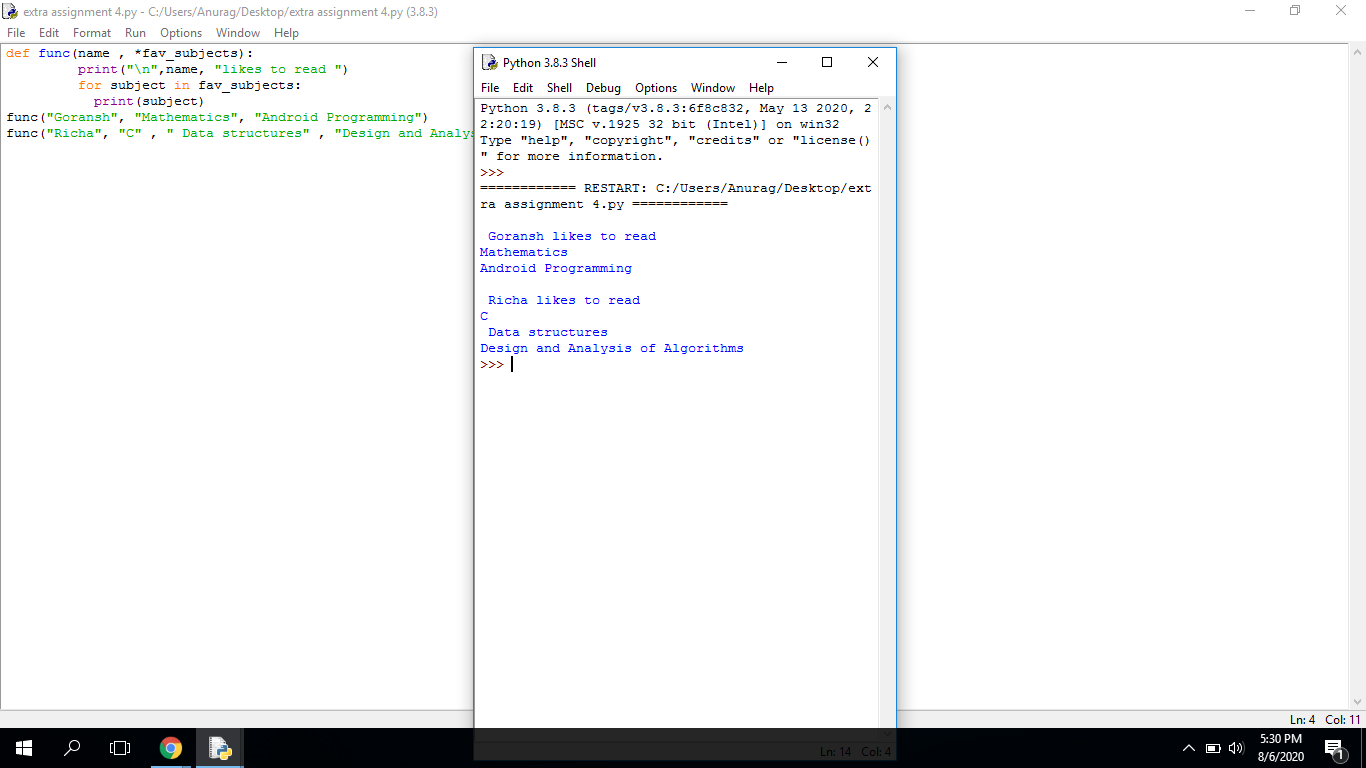 extra assignment 4.py - C:/Users/Anurag/Desktop/extra assignment 4.py (3.8.3)
File Edit Format Run Options Window Help
def func(name , *fav_subjects):
print("\n",name, "likes to read ")
for subject in fav_subjects:
print(subject)
func("Goransh", "Mathematics", "Android Programming")
func("Richa", "C" , " Data structures" , "Design and Analys
Python 3.8.3 Shell
File Edit Shell Debug Options Window Help
Python 3.8.3 (tags/v3.8.3:6f8c832, May 13 2020, 2
2:20:19) [MSC v.1925 32 bit (Intel)] on win32
Type "help", "copyright", "credits" or "license()
" for more information.
>>>
============ RESTART: C:/Users/Anurag/Desktop/ext
ra assignment 4.py ============
Goransh likes to read
Mathematics
Android Programming
Richa likes to read
C
Data structures
Design and Analysis of Algorithms
>>>
Ln: 4 Col: 11
Ln: 14 Col: 4
5:30 PM
8/6/2020
1